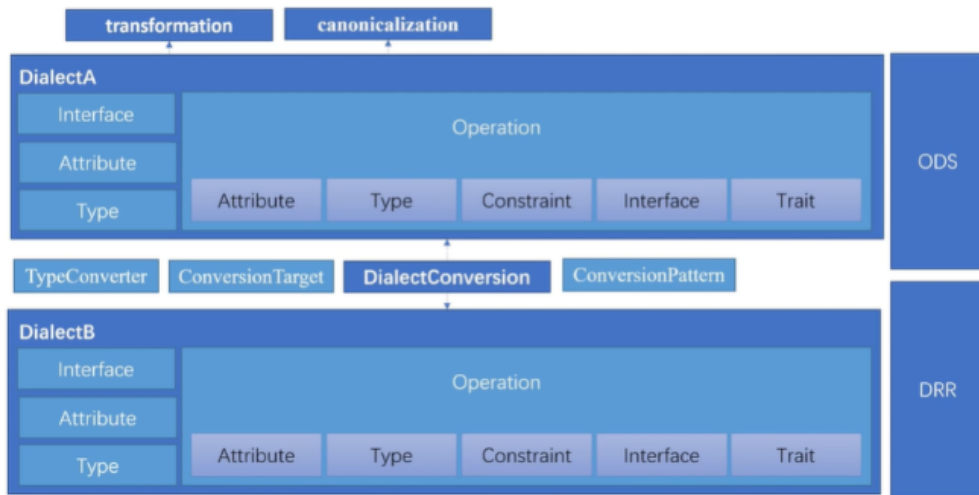 transformation
canonicalization
DialectA
Interface
Operation
Attribute
Type
Attribute
Type
Constraint
Interface
Trait
ODS
TypeConverter
ConversionTarget
DialectConversion
ConversionPattern
DialectB
Interface
Operation
Attribute
Type
Attribute
Type
Constraint
Interface
Trait
DRR